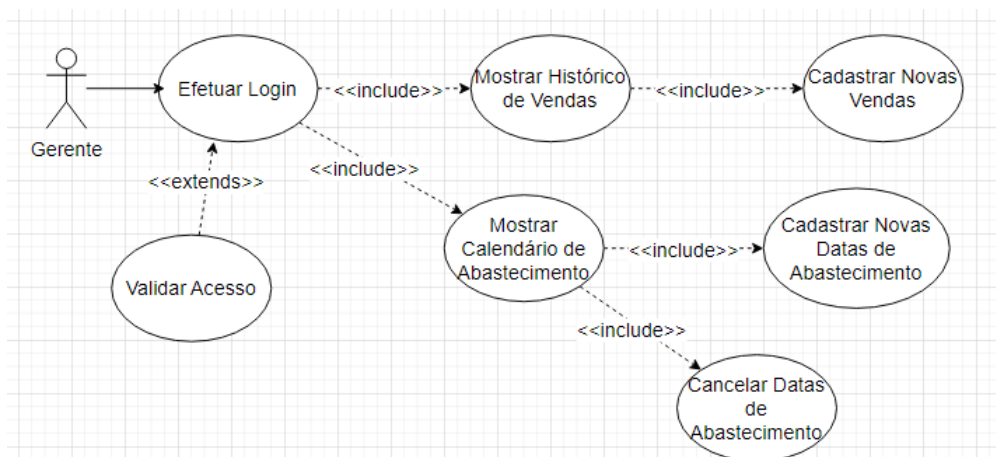 Gerente
Efetuar Login
<<include>>
Mostrar Histórico
de Vendas
<<include>>
Cadastrar Novas
Vendas
<<extends>>
Validar Acesso
<<include>>
Mostrar
Calendário de
Abastecimento
<<include>>
Cadastrar Novas
Datas de
Abastecimento
<<include>>
Cancelar Datas
de
Abastecimento